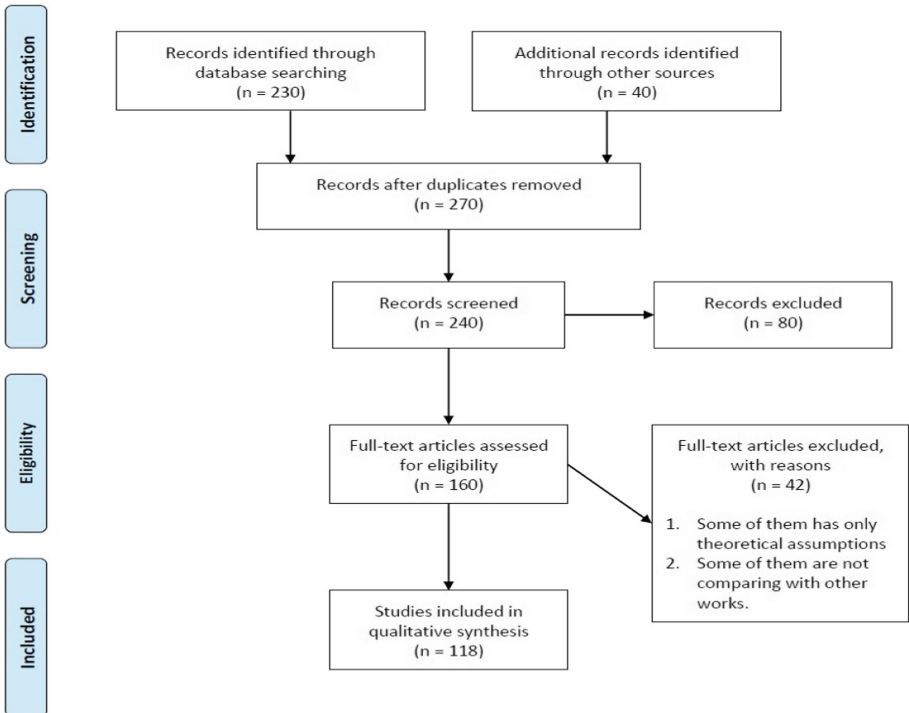 Identification
Records identified through
database searching
(n = 230)
Additional records identified
through other sources
(n = 40)
Records after duplicates removed
(n = 270)
Screening
Records screened
(n = 240)
Records excluded
(n = 80)
Eligibility
Full-text articles assessed
for eligibility
(n = 160)
Full-text articles excluded,
with reasons
(n = 42)
1. Some of them has only
theoretical assumptions
2. Some of them are not
comparing with other
works.
Included
Studies included in
qualitative synthesis
(n = 118)